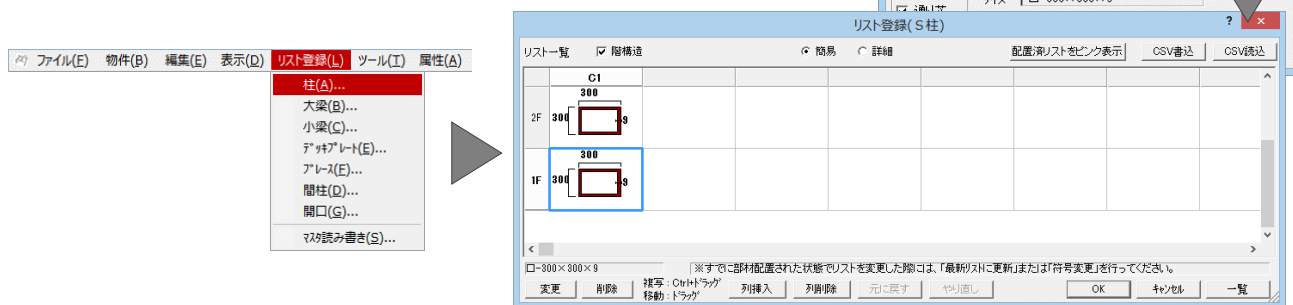 通り芯
リスト登録(S柱)
?
×
ファイル(F) 物件(B) 編集(E) 表示(D) リスト登録(L) ツール(T) 属性(A)
柱(A)...
大梁(B)...
小梁(C)...
ﾃﾞｯｷﾌﾟﾚｰﾄ(E)...
ﾌﾞﾚｰｽ(F)...
間柱(D)...
開口(G)...
ﾏｽﾀ読み書き(S)...
リスト一覧 階構造 簡易 詳細 配置済リストをピンク表示 CSV書込 CSV読込
C1
300
2F 300 9
300
1F 300 9
ロ-300×300×9 ※すでに部材配置された状態でリストを変更した際には、「最新リストに更新」または「符号変更」を行ってください。
変更 削除 複写：Ctrl+ドラッグ
移動：ドラッグ
列挿入 列削除 元に戻す やり直し OK キャンセル 一覧